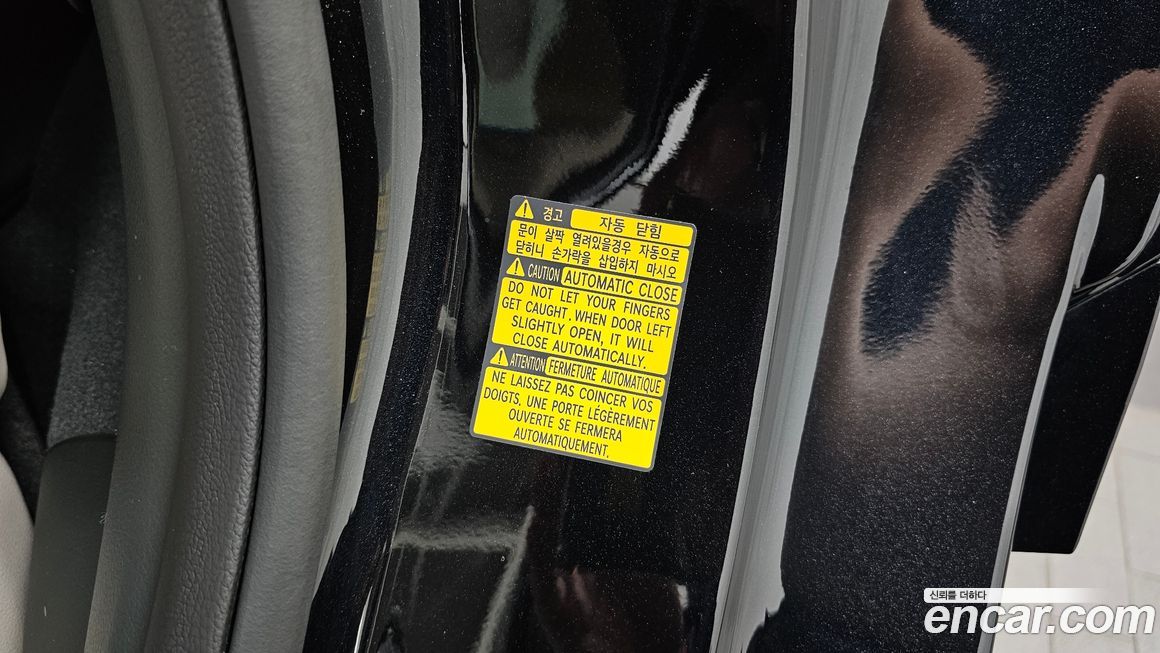 경고 자동 닫힘
문이 살짝 열려있을경우 자동으로
닫히니 손가락을 삽입하지 마시오
CAUTION AUTOMATIC CLOSE
DO NOT LET YOUR FINGERS
GET CAUGHT. WHEN DOOR LEFT
SLIGHTLY OPEN, IT WILL
CLOSE AUTOMATICALLY.
ATTENTION FERMETURE AUTOMATIQUE
NE LAISSEZ PAS COINCER VOS
DOIGTS. UNE PORTE LÉGÈREMENT
OUVERTE SE FERMERA
AUTOMATIQUEMENT.
신뢰를 더하다
encar.com